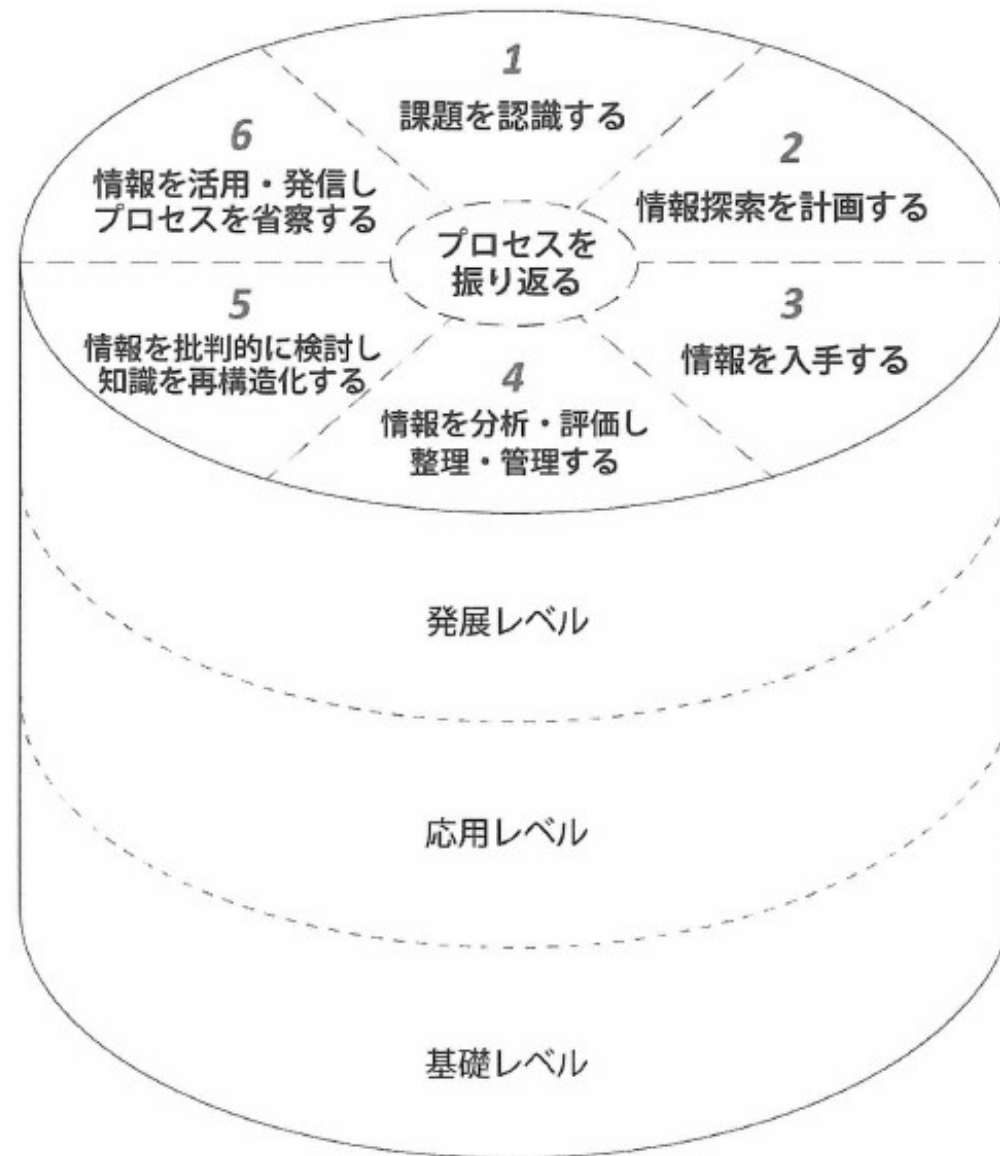 1
課題を認識する
2
情報探索を計画する
3
情報を入手する
4
情報を分析・評価し
整理・管理する
5
情報を批判的に検討し
知識を再構造化する
6
情報を活用・発信し
プロセスを省察する
プロセスを
振り返る
発展レベル
応用レベル
基礎レベル